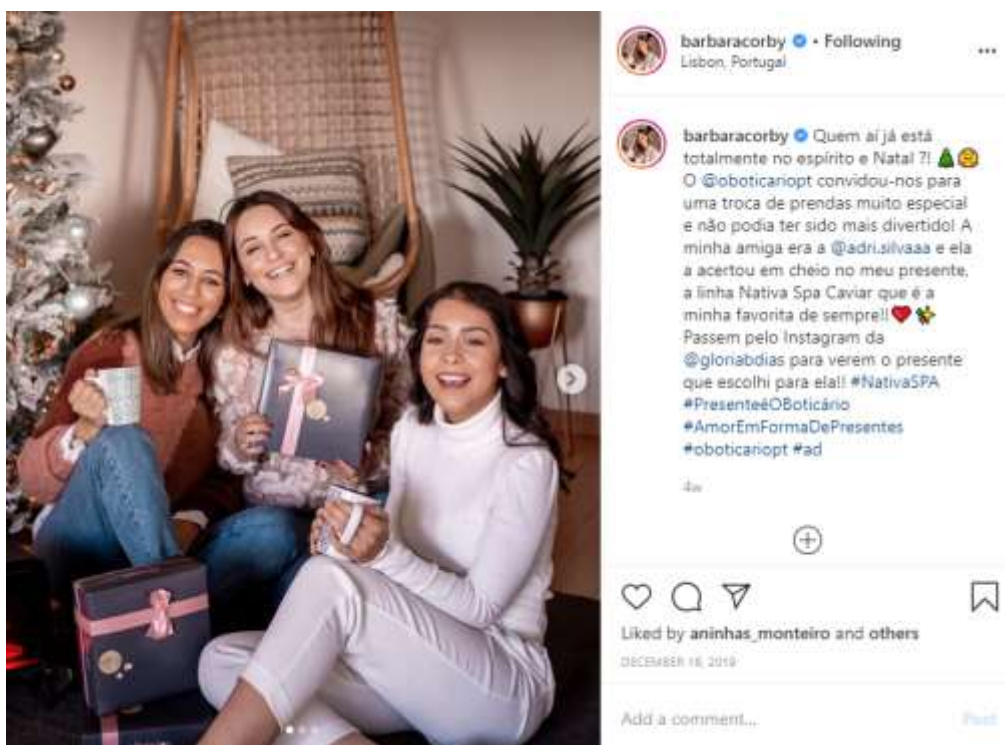 barbaracorby • Following
Lisbon, Portugal
barbaracorby Quem aí já está
totalmente no espírito e Natal ?! 🎄🤗
O @oboticariopt convidou-nos para
uma troca de prendas muito especial
e não podia ter sido mais divertido! A
minha amiga era a @adri.silvaaa e ela
a acertou em cheio no meu presente,
a linha Nativa Spa Caviar que é a
minha favorita de sempre!! ❤️
Passem pelo Instagram da
@gloriabdias para verem o presente
que escolhi para ela!! #NativaSPA
#PresenteéOBoticário
#AmorEmFormaDePresentes
#oboticariopt #ad
4w
Liked by aninhas_monteiro and others
DECEMBER 16, 2019
Add a comment...
Post